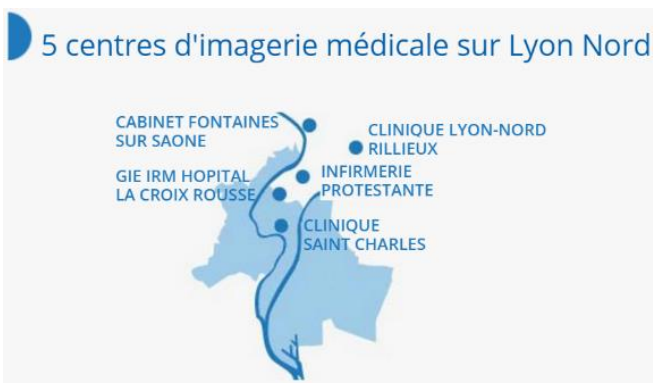 5 centres d'imagerie médicale sur Lyon Nord
CABINET FONTAINES
SUR SAONE
CLINIQUE LYON-NORD
RILLIEUX
GIE IRM HOPITAL
LA CROIX ROUSSE
INFIRMERIE
PROTESTANTE
CLINIQUE
SAINT CHARLES